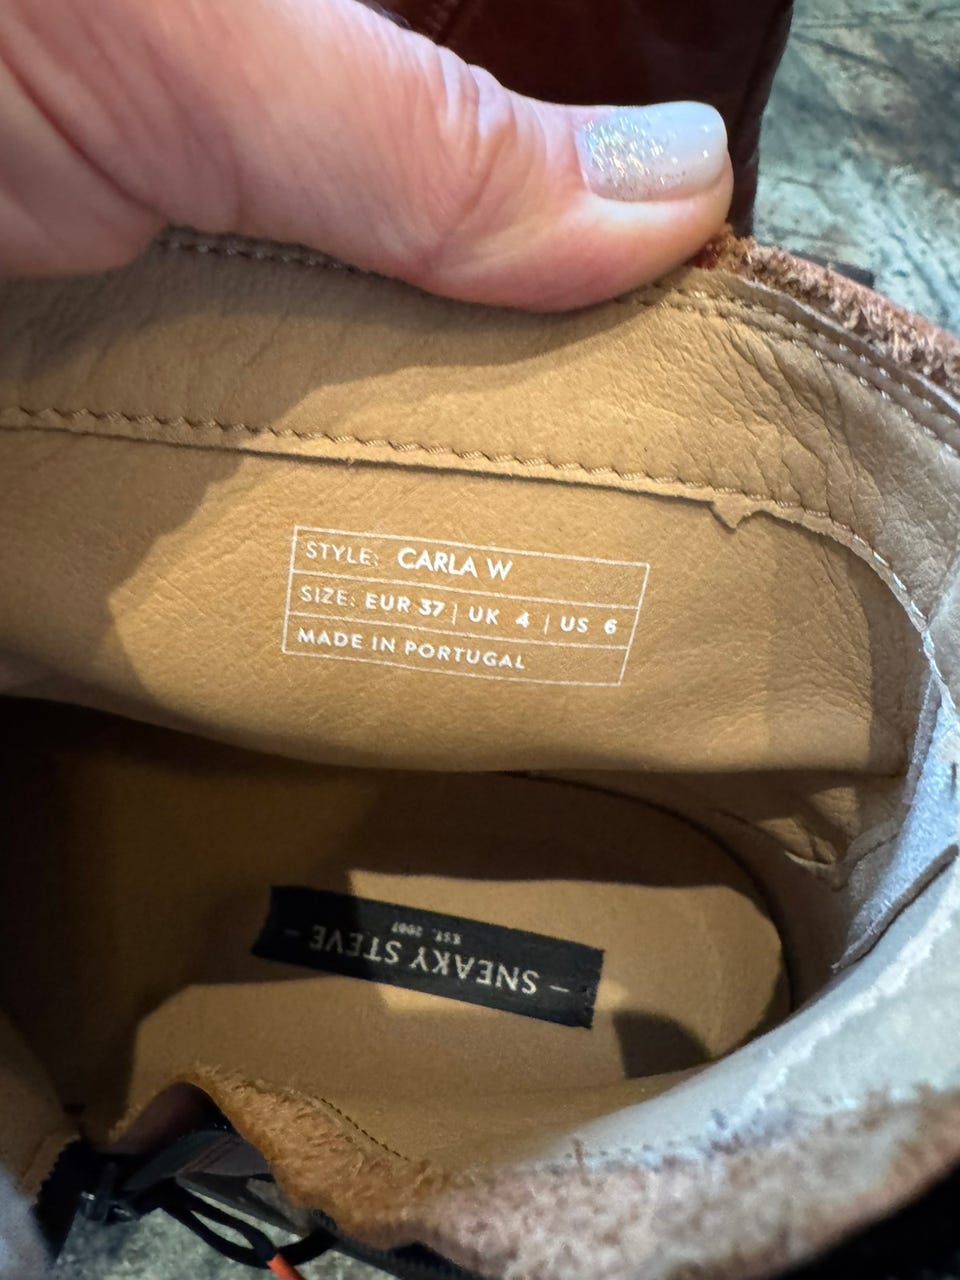 STYLE: CARLA W
SIZE: EUR 37 | UK 4 | US 6
MADE IN PORTUGAL
– SNEAKY STEVE –
EST. 2007